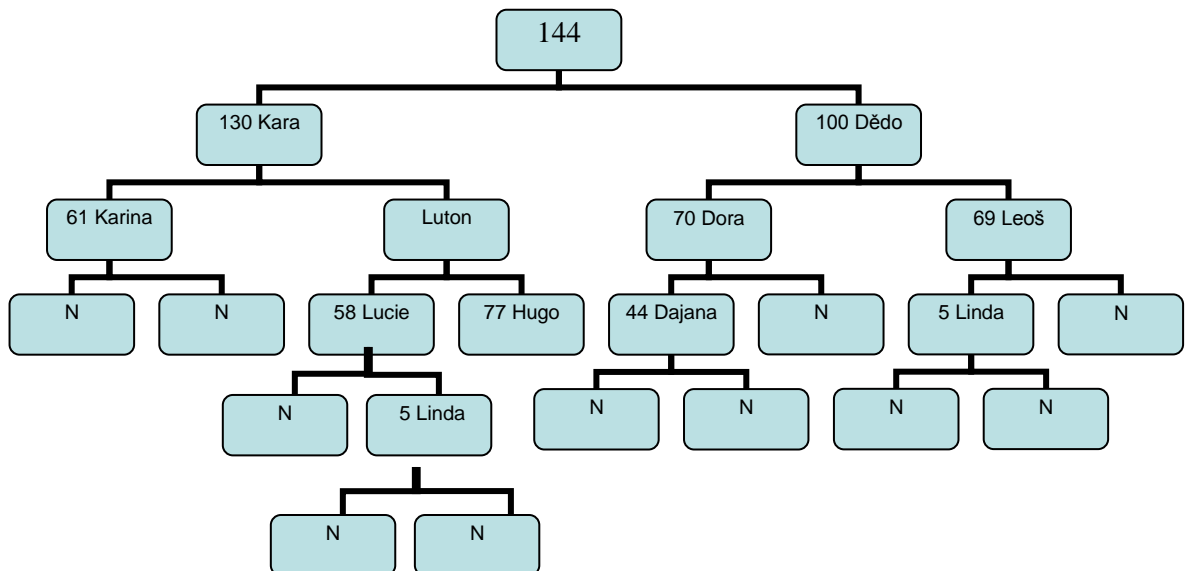 144
130 Kara
100 Dědo
61 Karina
Luton
70 Dora
69 Leoš
N
N
58 Lucie
77 Hugo
44 Dajana
N
5 Linda
N
N
5 Linda
N
N
N
N
N
N